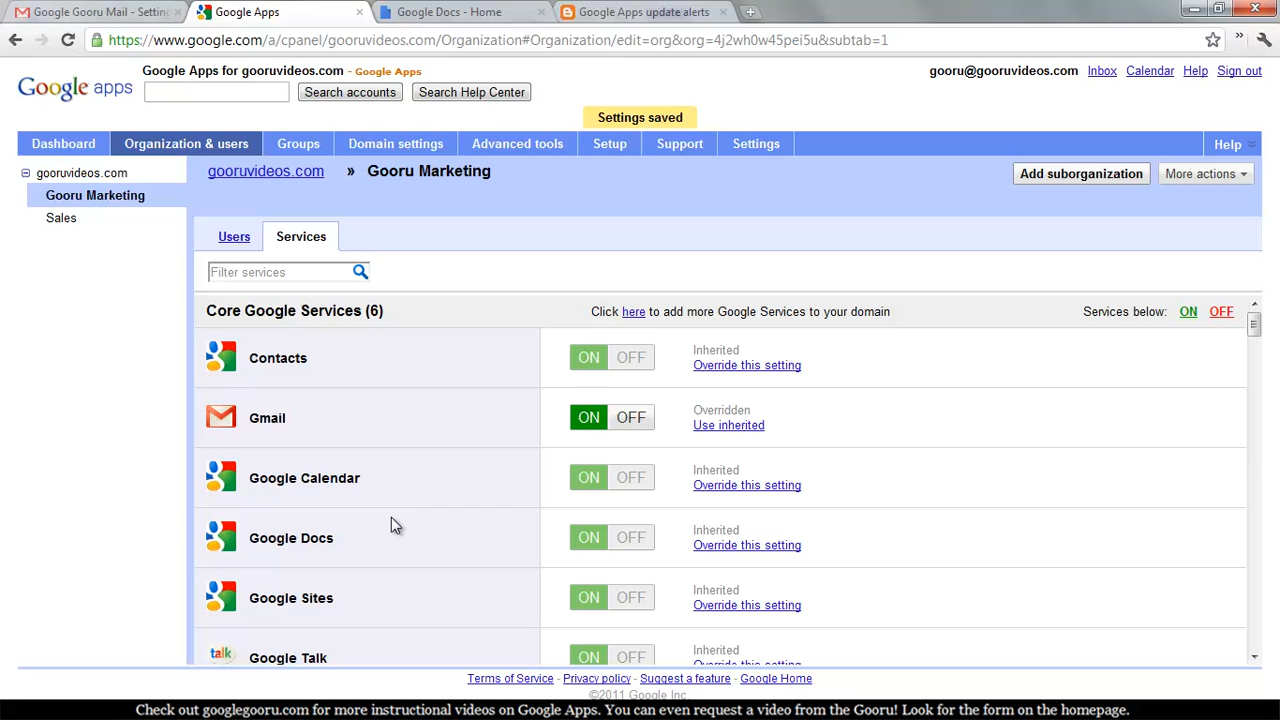 Google Gooru Mail - Settin
Google Apps
Google Docs - Home
Google Apps update alerts
https://www.google.com/a/cpanel/gooruvideos.com/Organization#Organization/edit=org&org=4j2wh0w45pei5u&subtab=1
Google apps
Google Apps for gooruvideos.com - Google Apps
gooru@gooruvideos.com Inbox Calendar Help Sign out
Search accounts Search Help Center
Settings saved
Dashboard Organization & users Groups Domain settings Advanced tools Setup Support Settings Help
gooruvideos.com
Gooru Marketing
Sales
gooruvideos.com » Gooru Marketing
Add suborganization More actions
Users Services
Filter services
Core Google Services (6) Click here to add more Google Services to your domain Services below: ON OFF
Contacts ON OFF Inherited
Override this setting
Gmail ON OFF Overridden
Use inherited
Google Calendar ON OFF Inherited
Override this setting
Google Docs ON OFF Inherited
Override this setting
Google Sites ON OFF Inherited
Override this setting
talk Google Talk ON OFF Inherited
Override this setting
Terms of Service - Privacy policy - Suggest a feature - Google Home
©2011 Google Inc.
Check out googlegooru.com for more instructional videos on Google Apps. You can even request a video from the Gooru! Look for the form on the homepage.